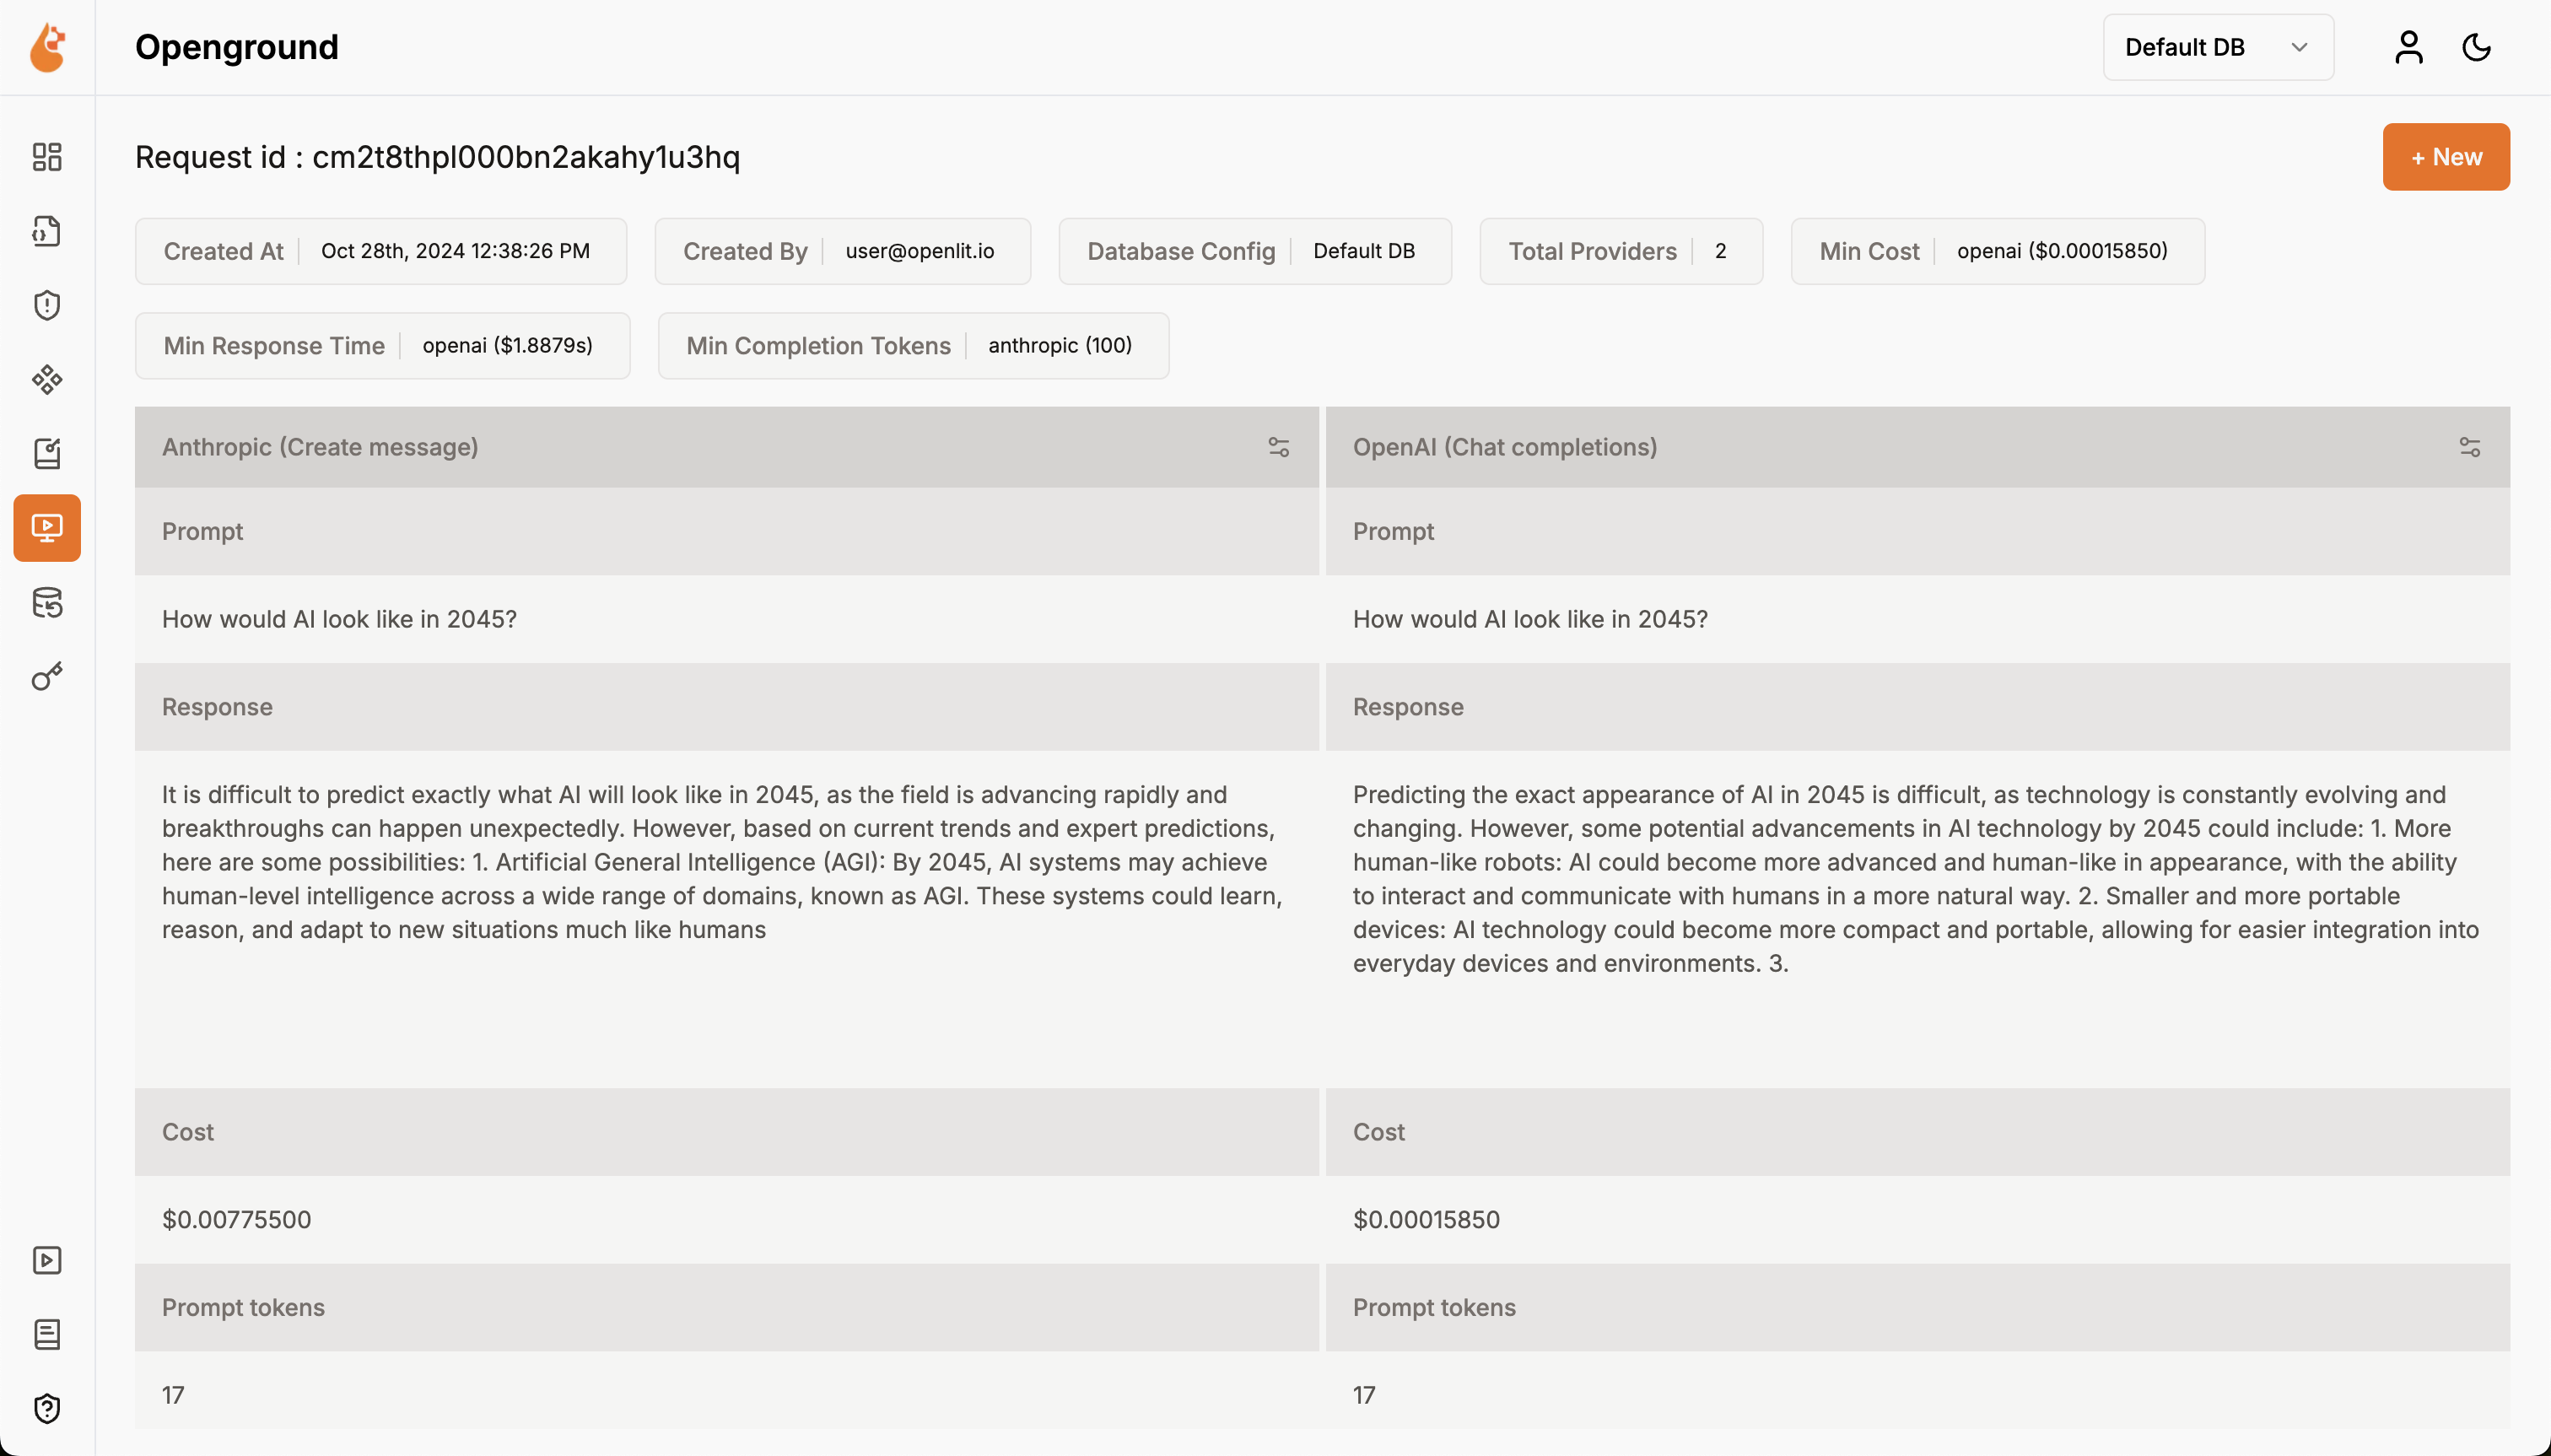 Openground
Default DB
Request id : cm2t8thpl000bn2akahy1u3hq
+ New
Created At Oct 28th, 2024 12:38:26 PM
Created By user@openlit.io
Database Config Default DB
Total Providers 2
Min Cost openai ($0.00015850)
Min Response Time openai ($1.8879s)
Min Completion Tokens anthropic (100)
Anthropic (Create message)
Prompt
How would AI look like in 2045?
Response
It is difficult to predict exactly what AI will look like in 2045, as the field is advancing rapidly and
breakthroughs can happen unexpectedly. However, based on current trends and expert predictions,
here are some possibilities: 1. Artificial General Intelligence (AGI): By 2045, AI systems may achieve
human-level intelligence across a wide range of domains, known as AGI. These systems could learn,
reason, and adapt to new situations much like humans
Cost
$0.00775500
Prompt tokens
17
OpenAI (Chat completions)
Prompt
How would AI look like in 2045?
Response
Predicting the exact appearance of AI in 2045 is difficult, as technology is constantly evolving and
changing. However, some potential advancements in AI technology by 2045 could include: 1. More
human-like robots: AI could become more advanced and human-like in appearance, with the ability
to interact and communicate with humans in a more natural way. 2. Smaller and more portable
devices: AI technology could become more compact and portable, allowing for easier integration into
everyday devices and environments. 3.
Cost
$0.00015850
Prompt tokens
17